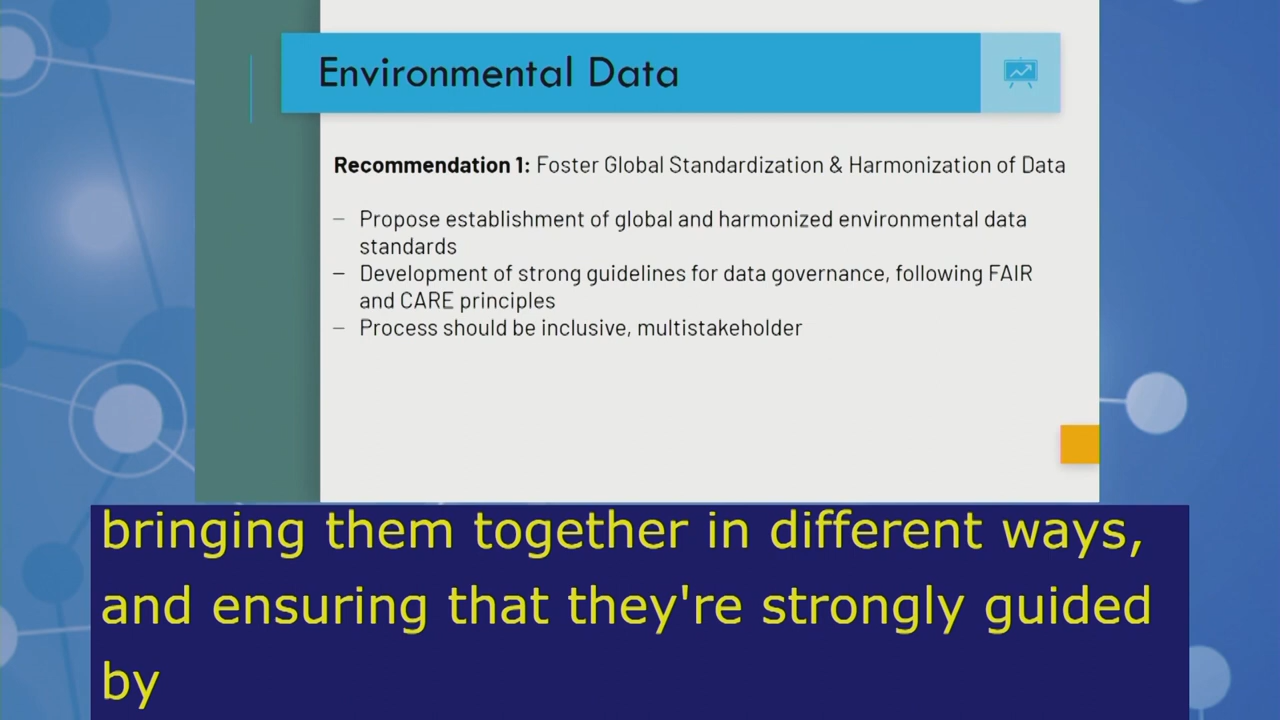 Environmental Data
Recommendation 1: Foster Global Standardization & Harmonization of Data
– Propose establishment of global and harmonized environmental data
standards
– Development of strong guidelines for data governance, following FAIR
and CARE principles
– Process should be inclusive, multistakeholder
bringing them together in different ways,
and ensuring that they're strongly guided
by